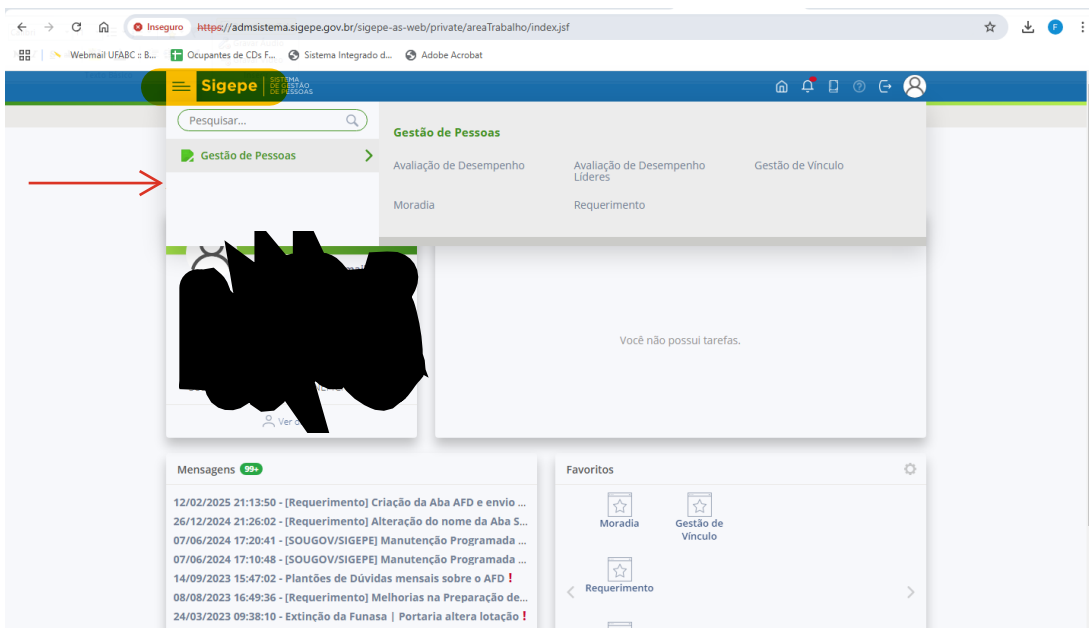 Inseguro https://admsistema.sigepe.gov.br/sigepe-as-web/private/areaTrabalho/index.jsf
F
Webmail UFABC :: B... Ocupantes de CDs F... Sistema Integrado d... Adobe Acrobat
Sigepe SISTEMA
DE GESTÃO
DE PESSOAS
Pesquisar...
Gestão de Pessoas
Gestão de Pessoas
Avaliação de Desempenho
Avaliação de Desempenho
Líderes
Gestão de Vínculo
Moradia
Requerimento
Você não possui tarefas.
Ver
Mensagens 99+
12/02/2025 21:13:50 - [Requerimento] Criação da Aba AFD e envio ...
26/12/2024 21:26:02 - [Requerimento] Alteração do nome da Aba S...
07/06/2024 17:20:41 - [SOUGOV/SIGEPE] Manutenção Programada ...
07/06/2024 17:10:48 - [SOUGOV/SIGEPE] Manutenção Programada ...
14/09/2023 15:47:02 - Plantões de Dúvidas mensais sobre o AFD !
08/08/2023 16:49:36 - [Requerimento] Melhorias na Preparação de...
24/03/2023 09:38:10 - Extinção da Funasa | Portaria altera lotação !
Favoritos
Moradia
Gestão de
Vínculo
Requerimento